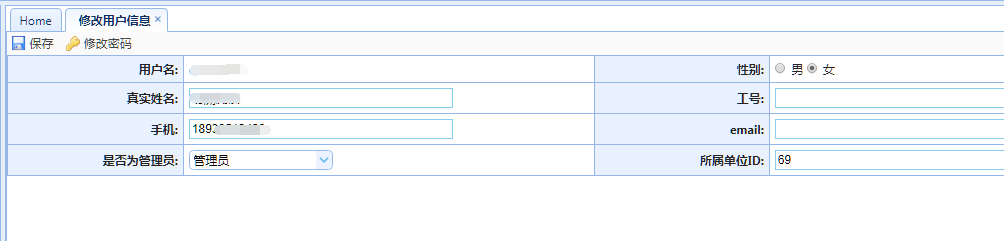 Home 修改用户信息
保存 修改密码
用户名: 性别: 男 女
真实姓名: 工号:
手机: email:
是否为管理员: 管理员 所属单位ID: 69